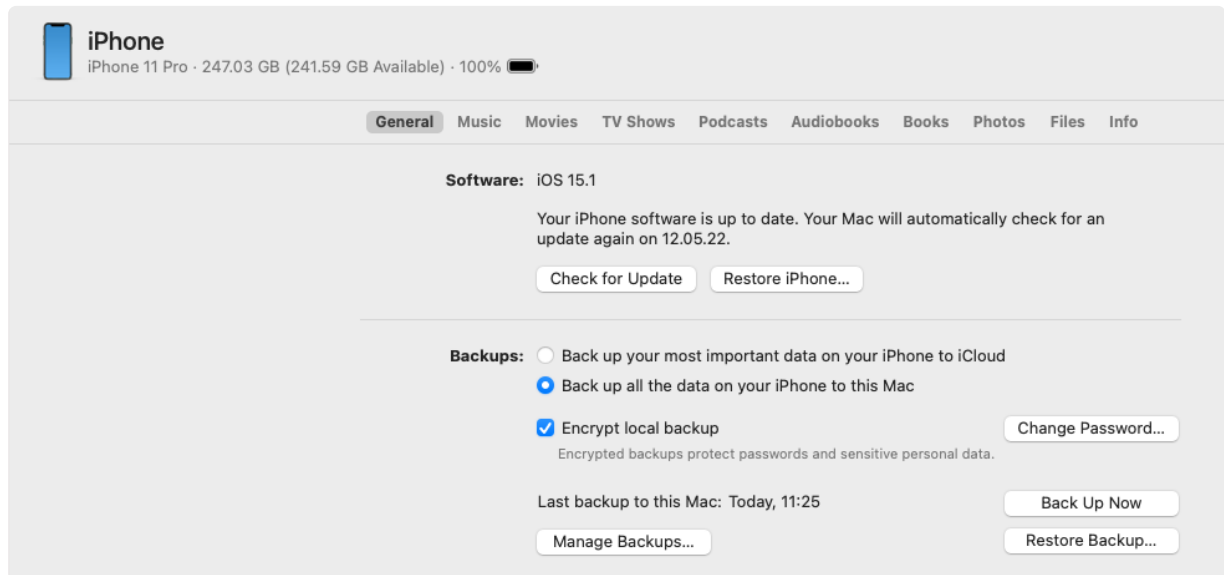 iPhone
iPhone 11 Pro · 247.03 GB (241.59 GB Available) · 100%
General Music Movies TV Shows Podcasts Audiobooks Books Photos Files Info
Software: iOS 15.1
Your iPhone software is up to date. Your Mac will automatically check for an
update again on 12.05.22.
Check for Update Restore iPhone...
Backups: Back up your most important data on your iPhone to iCloud
Back up all the data on your iPhone to this Mac
Encrypt local backup Change Password...
Encrypted backups protect passwords and sensitive personal data.
Last backup to this Mac: Today, 11:25 Back Up Now
Manage Backups... Restore Backup...